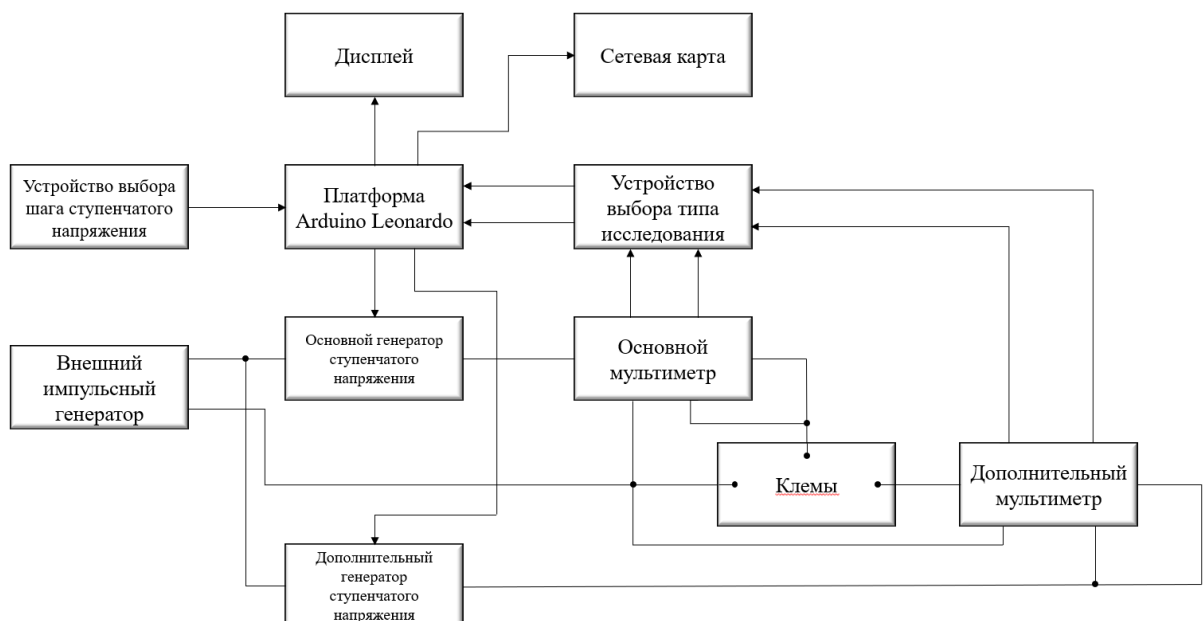 Дисплей
Сетевая карта
Устройство выбора
шага ступенчатого
напряжения
Платформа
Arduino Leonardo
Устройство
выбора типа
исследования
Внешний
импульсный
генератор
Основной генератор
ступенчатого
напряжения
Основной
мультиметр
Клемы
Дополнительный
мультиметр
Дополнительный
генератор
ступенчатого
напряжения